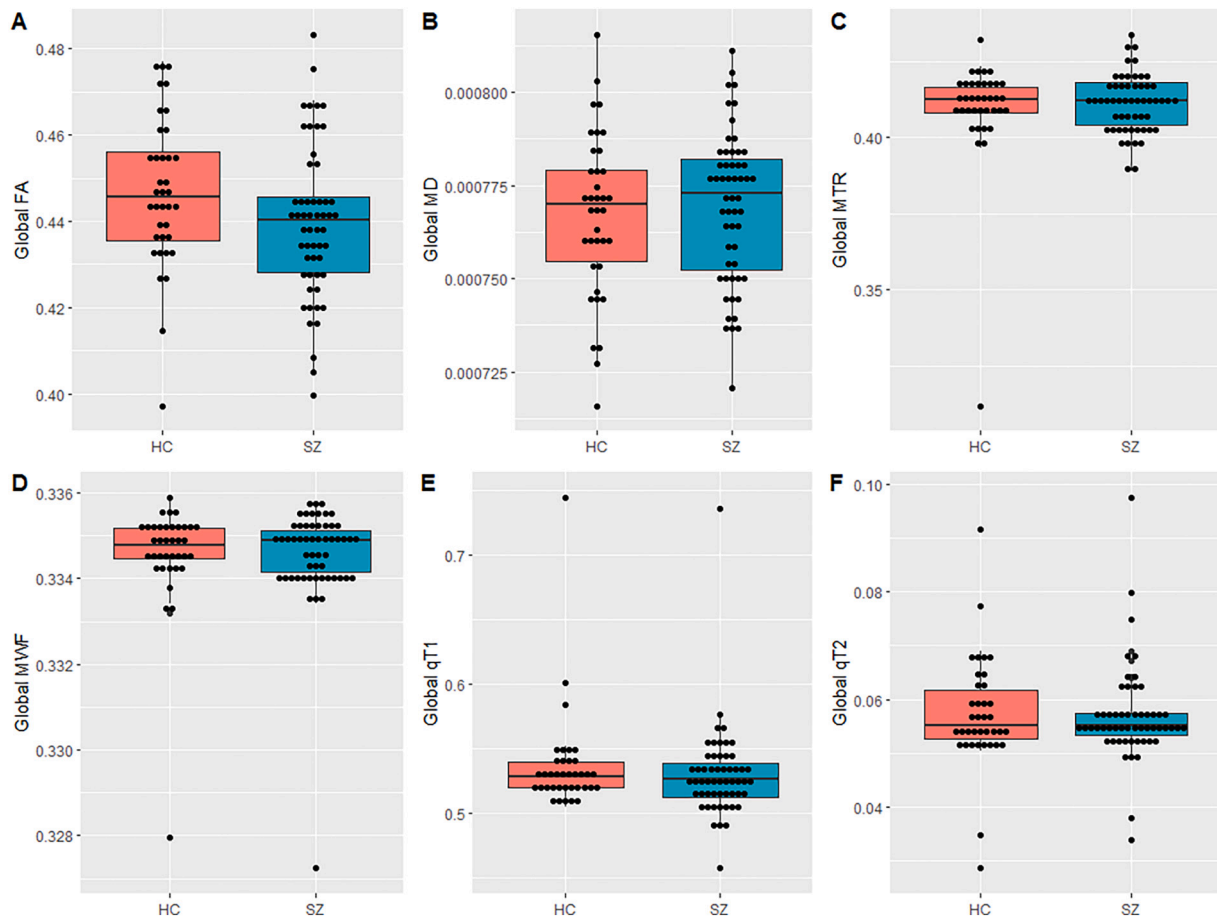 A
Global FA
0.48
0.46
0.44
0.42
0.40
HC SZ
B
Global MD
0.000800
0.000775
0.000750
0.000725
HC SZ
C
Global MTR
0.40
0.35
HC SZ
D
Global MWF
0.336
0.334
0.332
0.330
0.328
HC SZ
E
Global qT1
0.7
0.6
0.5
HC SZ
F
Global qT2
0.10
0.08
0.06
0.04
HC SZ